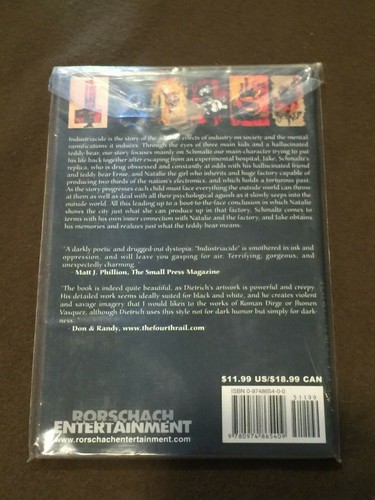 Industriacide is the story of the effects of industry on society and the mental
ramifications it industry. Through the eyes of three main kids and a hallucinated
teddy bear, our story focuses mainly on Schmaltz our main character trying to put
his life back together after escaping from an experimental hospital, Jake. Schmaltz's
replica, who is drug obsessed and constantly at odds with his hallucinated friend
and teddy bear Esne. And Natalie the girl who inherits and huge factory capable of
producing two thirds of the nation's electronics, and which holds a torturous past.
As the story progresses each child must face everything the outside world can throw
at them as well as deal with all their psychological agonails as it slowly seeps into the
outside. All this leading up to a boot-to-the-face conclusion in which Natalie
shows the city just what she can produce up in that factory. Schmaltz comes to
terms with his own inner connection with Natalie and the factory, and Jake obtains
his memories and realizes just what the teddy bear means.
"A darkly poetic and drugged-out dystopia. "Industriacide" is smothered in ink and
oppression, and will leave you gasping for air. Terrifying, gorgeous, and
unexpectedly charming. "
- Matt J. Phillion, The Small Press Magazine
"The book is indeed quite beautiful, as Dietrich's artwork is powerful and creepy.
His detailed work seems ideally suited for black and white, and he creates violent
and savage imagery that I would liken to the works of Roman Dirge or Jhonen
Vasquez, although Dietrich uses this style not for dark humor but simply for dark-
ness. "
- Don & Randy, www.thefourthrail.com
$11.99 US/$18.99 CAN
ISBN 0-9748654-0-0
51199
9780974865409
RORSCHACH
ENTERTAINMENT
www.rorschachentertainment.com